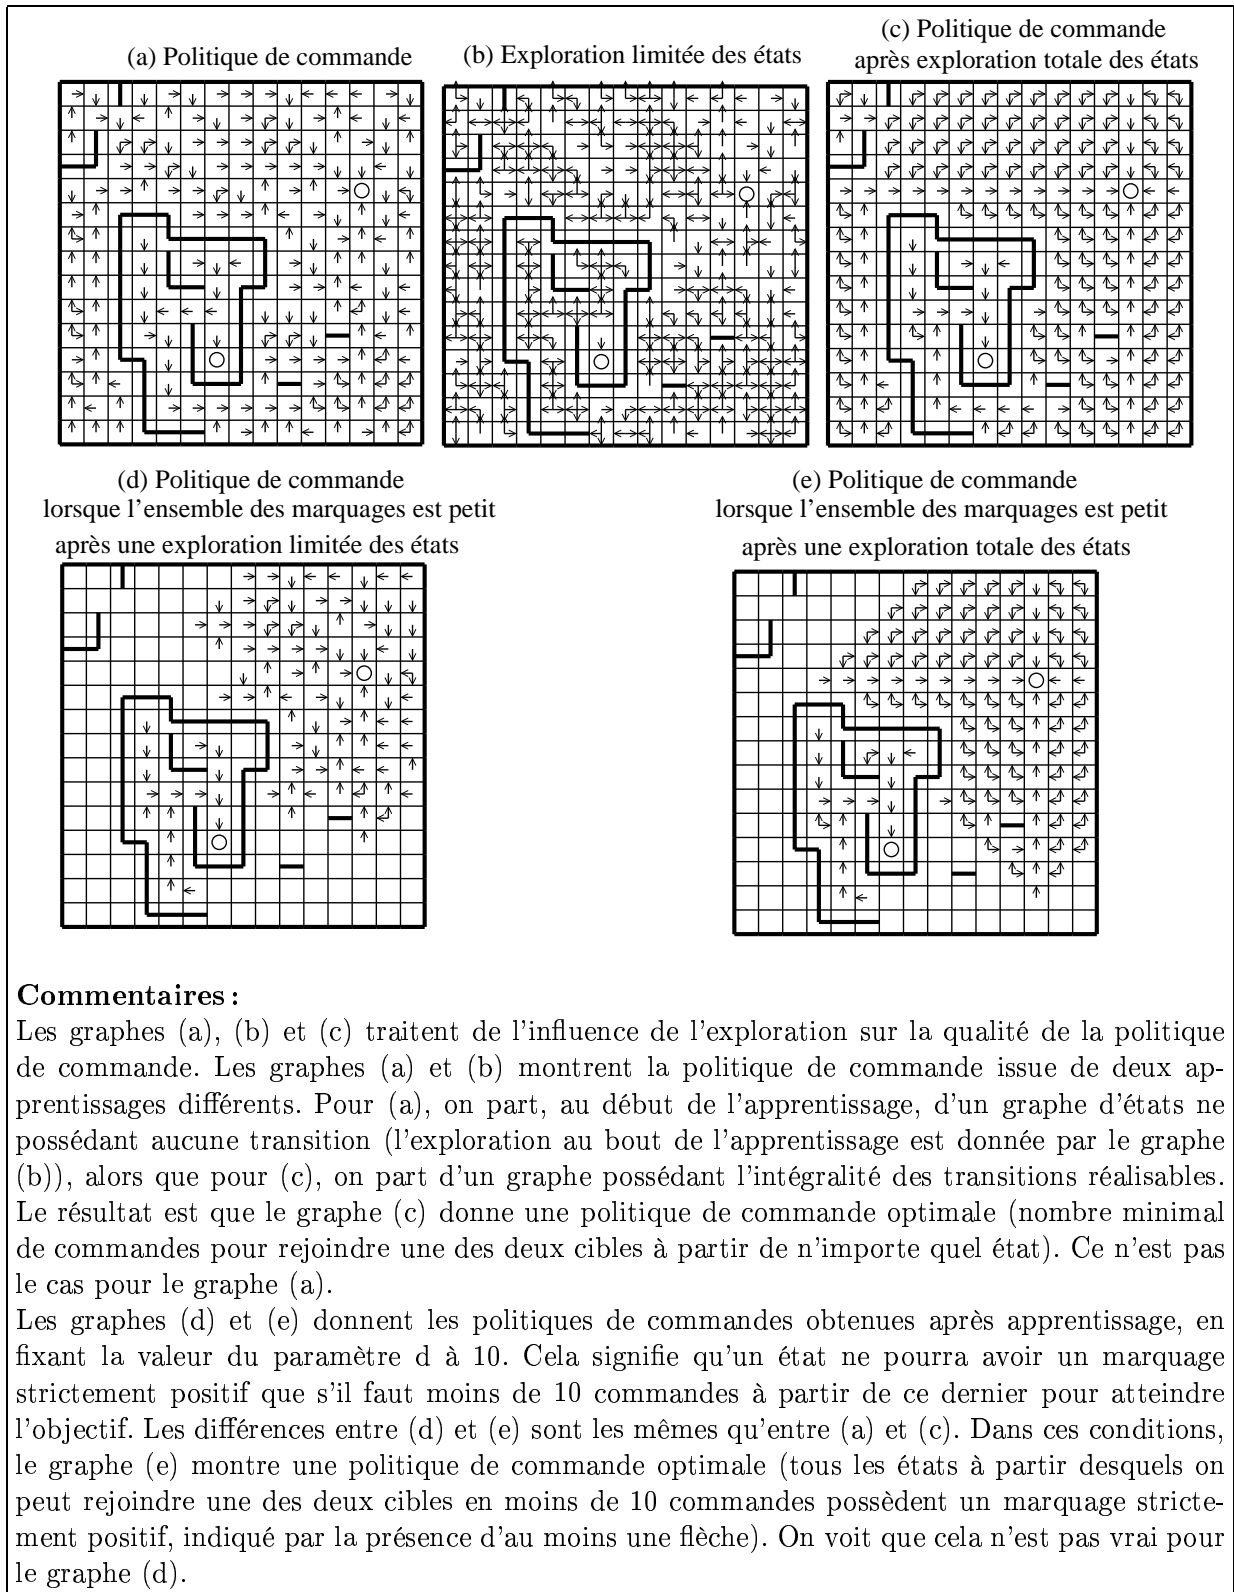 (a) Politique de commande
(b) Exploration limitée des états
(c) Politique de commande
après exploration totale des états
(d) Politique de commande
lorsque l'ensemble des marquages est petit
après une exploration limitée des états
(e) Politique de commande
lorsque l'ensemble des marquages est petit
après une exploration totale des états
Commentaires :
Les graphes (a), (b) et (c) traitent de l'influence de l'exploration sur la qualité de la politique
de commande. Les graphes (a) et (b) montrent la politique de commande issue de deux ap-
prentissages différents. Pour (a), on part, au début de l'apprentissage, d'un graphe d'états ne
possédant aucune transition (l'exploration au bout de l'apprentissage est donnée par le graphe
(b)), alors que pour (c), on part d'un graphe possédant l'intégralité des transitions réalisables.
Le résultat est que le graphe (c) donne une politique de commande optimale (nombre minimal
de commandes pour rejoindre une des deux cibles à partir de n'importe quel état). Ce n'est pas
le cas pour le graphe (a).
Les graphes (d) et (e) donnent les politiques de commandes obtenues après apprentissage, en
fixant la valeur du paramètre d à 10. Cela signifie qu'un état ne pourra avoir un marquage
strictement positif que s'il faut moins de 10 commandes à partir de ce dernier pour atteindre
l'objectif. Les différences entre (d) et (e) sont les mêmes qu'entre (a) et (c). Dans ces conditions,
le graphe (e) montre une politique de commande optimale (tous les états à partir desquels on
peut rejoindre une des deux cibles en moins de 10 commandes possèdent un marquage stricte-
ment positif, indiqué par la présence d'au moins une flèche). On voit que cela n'est pas vrai pour
le graphe (d).